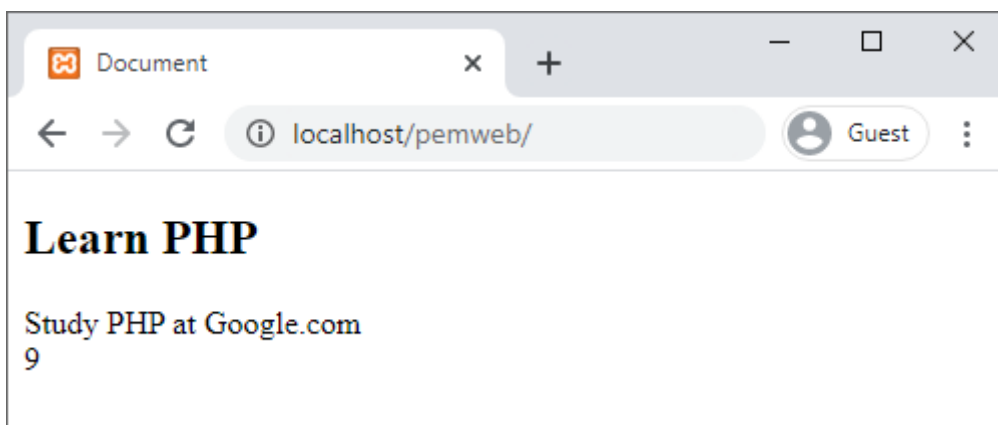 Document
localhost/pemweb/
Guest
Learn PHP
Study PHP at Google.com
9